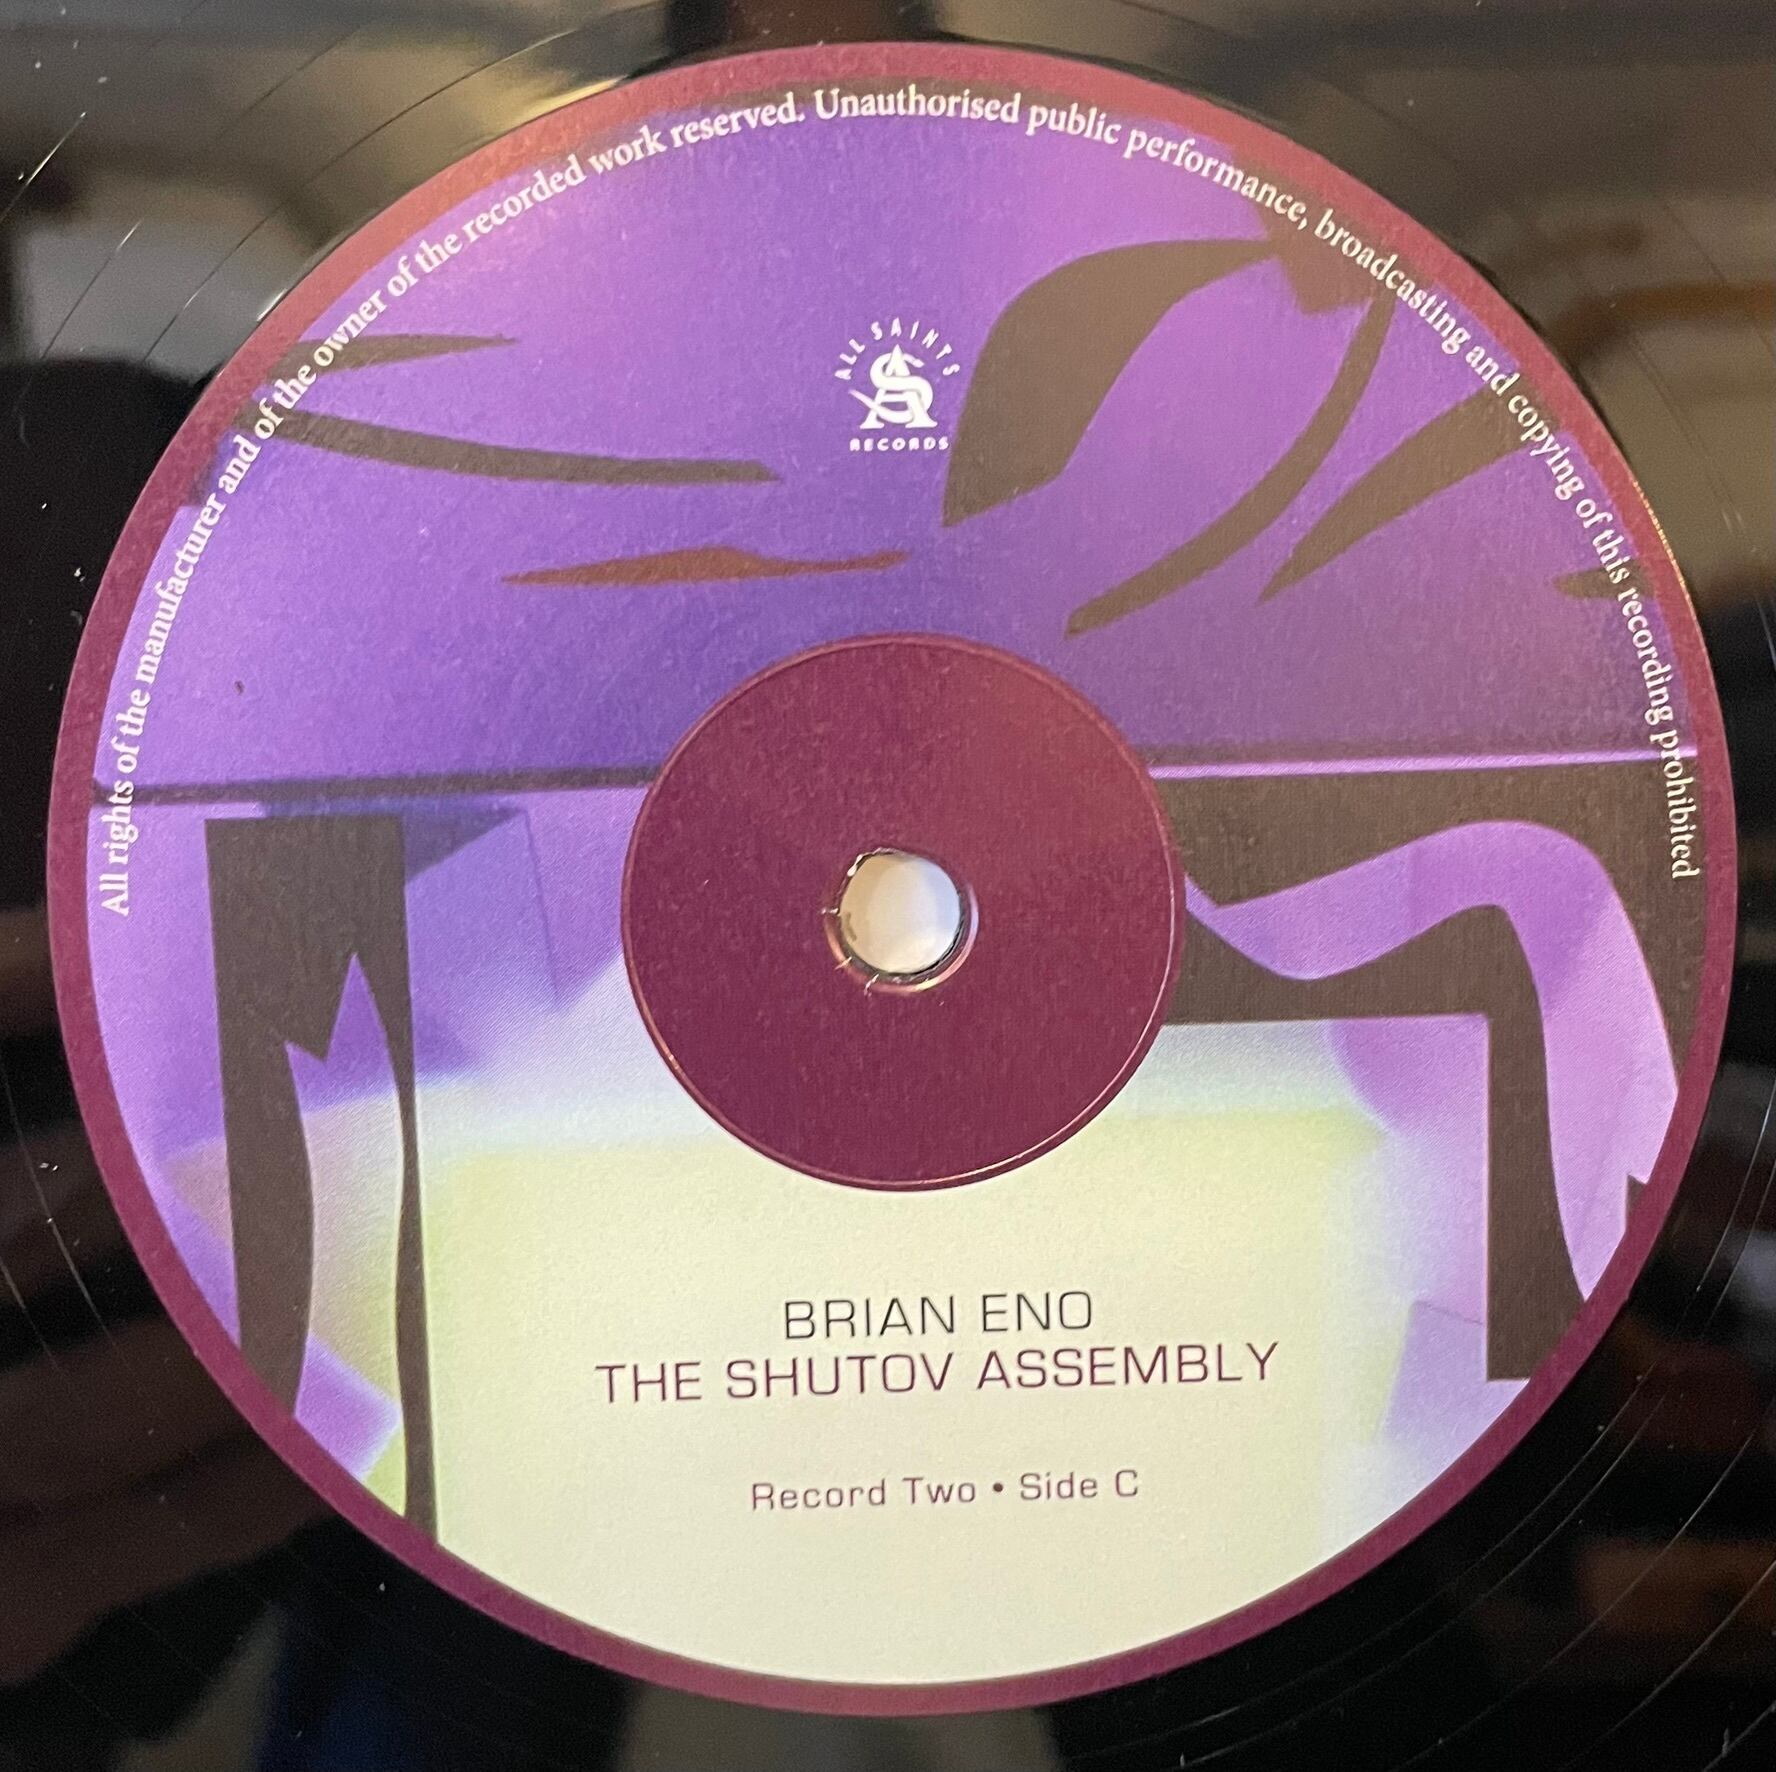 All rights of the manufacturer and of the owner of the recorded work reserved. Unauthorised public performance, broadcasting and copying of this recording prohibited
ALL SAINTS
SA
RECORDS
BRIAN ENO
THE SHUTOV ASSEMBLY
Record Two • Side C